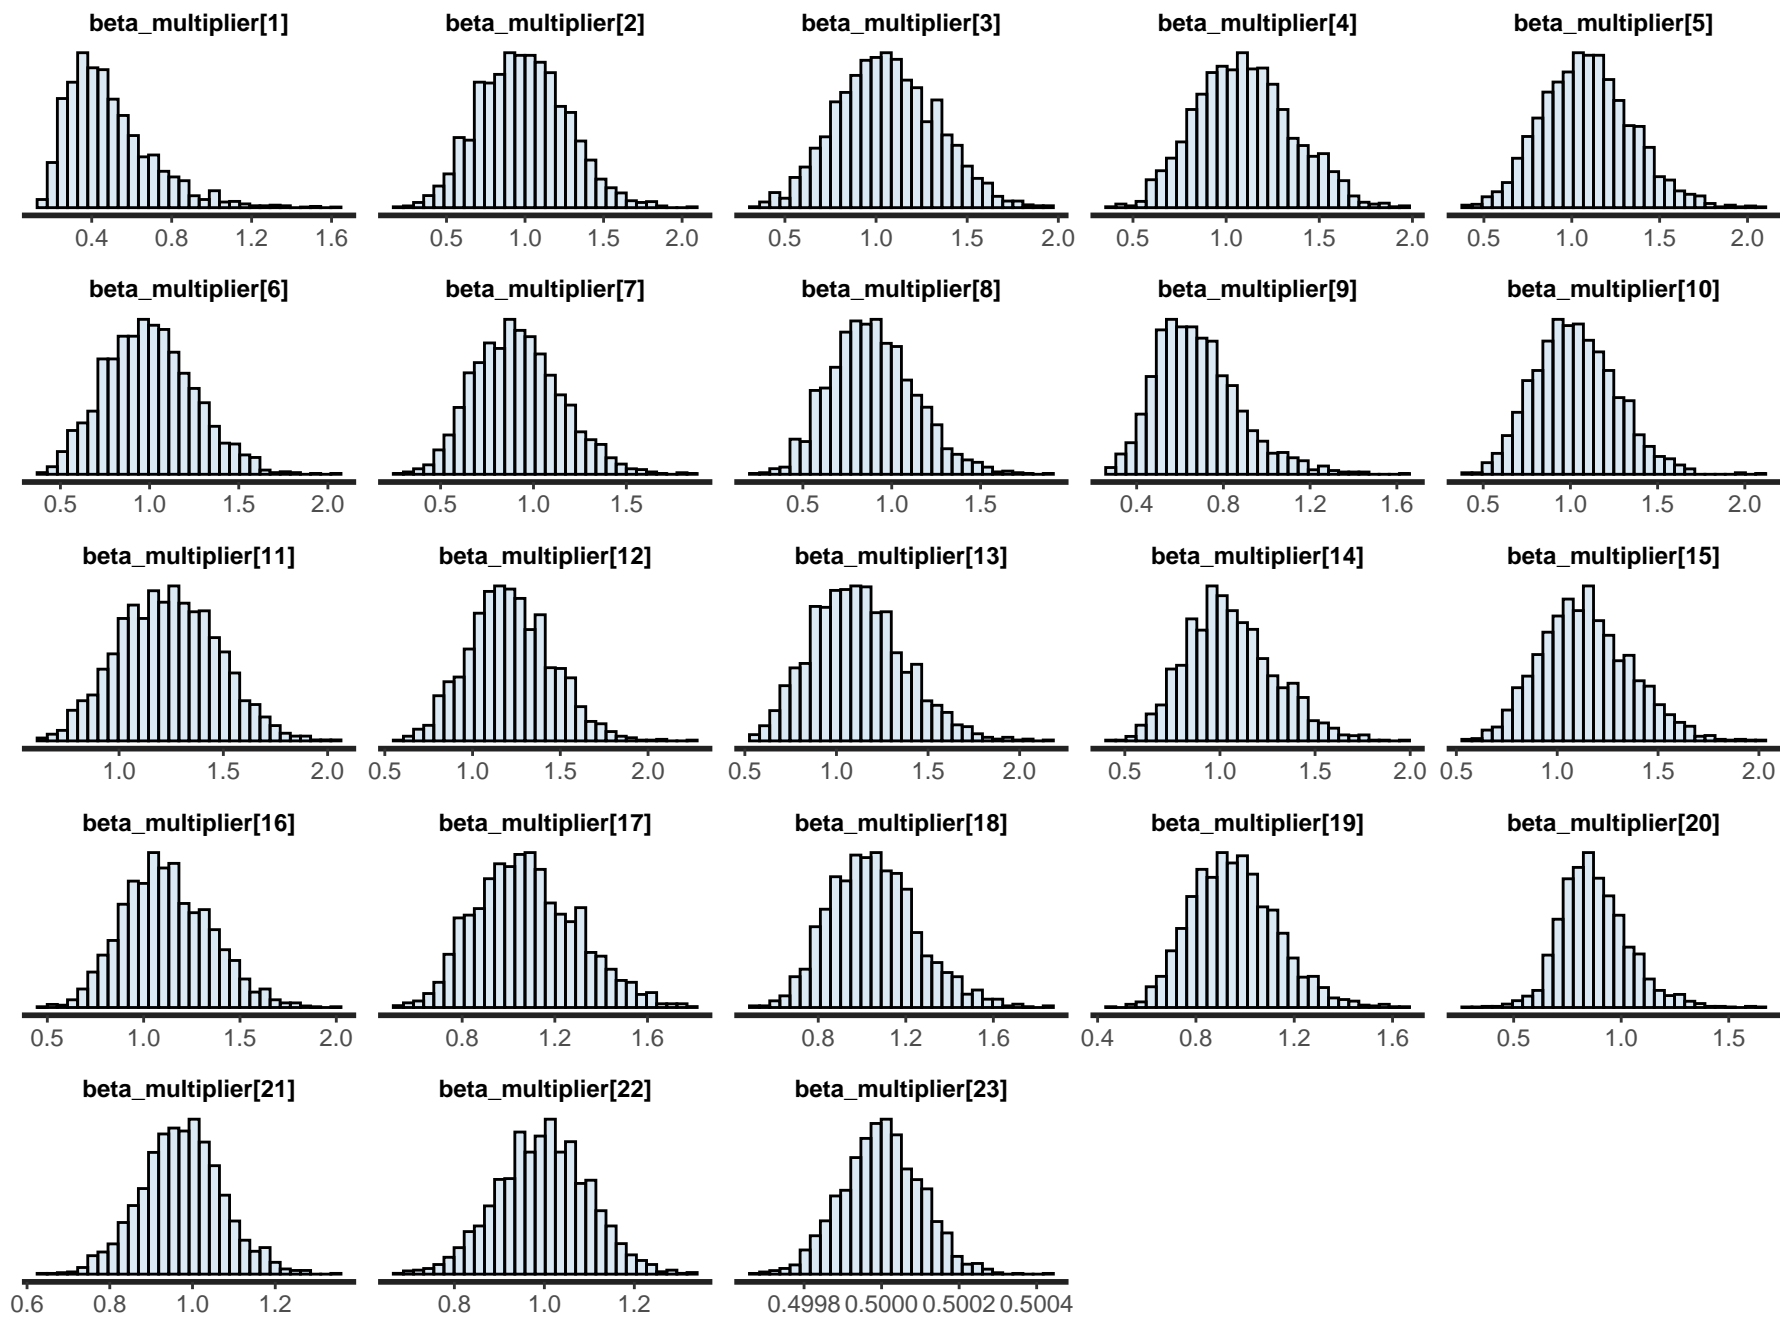 beta_multiplier[1] beta_multiplier[2] beta_multiplier[3] beta_multiplier[4] beta_multiplier[5]
0.4 0.8 1.2 1.6 0.5 1.0 1.5 2.0 0.5 1.0 1.5 2.0 0.5 1.0 1.5 2.0 0.5 1.0 1.5 2.0
beta_multiplier[6] beta_multiplier[7] beta_multiplier[8] beta_multiplier[9] beta_multiplier[10]
0.5 1.0 1.5 2.0 0.5 1.0 1.5 0.5 1.0 1.5 0.4 0.8 1.2 1.6 0.5 1.0 1.5 2.0
beta_multiplier[11] beta_multiplier[12] beta_multiplier[13] beta_multiplier[14] beta_multiplier[15]
1.0 1.5 2.0 0.5 1.0 1.5 2.0 0.5 1.0 1.5 2.0 0.5 1.0 1.5 2.0 0.5 1.0 1.5 2.0
beta_multiplier[16] beta_multiplier[17] beta_multiplier[18] beta_multiplier[19] beta_multiplier[20]
0.5 1.0 1.5 2.0 0.8 1.2 1.6 0.8 1.2 1.6 0.4 0.8 1.2 1.6 0.5 1.0 1.5
beta_multiplier[21] beta_multiplier[22] beta_multiplier[23]
0.6 0.8 1.0 1.2 0.8 1.0 1.2 0.4998 0.5000 0.5002 0.5004